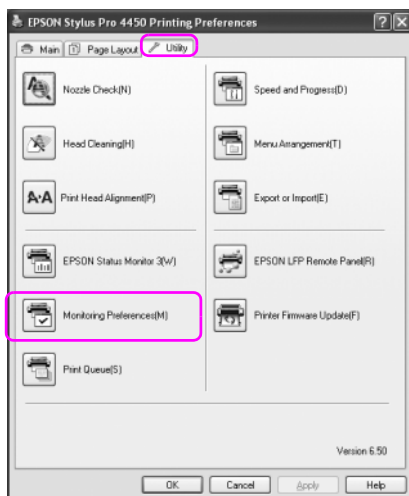 EPSON Stylus Pro 4450 Printing Preferences
Main
Page Layout
Utility
Nozzle Check(N)
Speed and Progress(D)
Head Cleaning(H)
Menu Arrangement(T)
A·A
Print Head Alignment(P)
Export or Import(E)
EPSON Status Monitor 3(W)
EPSON LFP Remote Panel(R)
Monitoring Preferences(M)
Printer Firmware Update(F)
Print Queue(S)
Version 6.50
OK
Cancel
Apply
Help